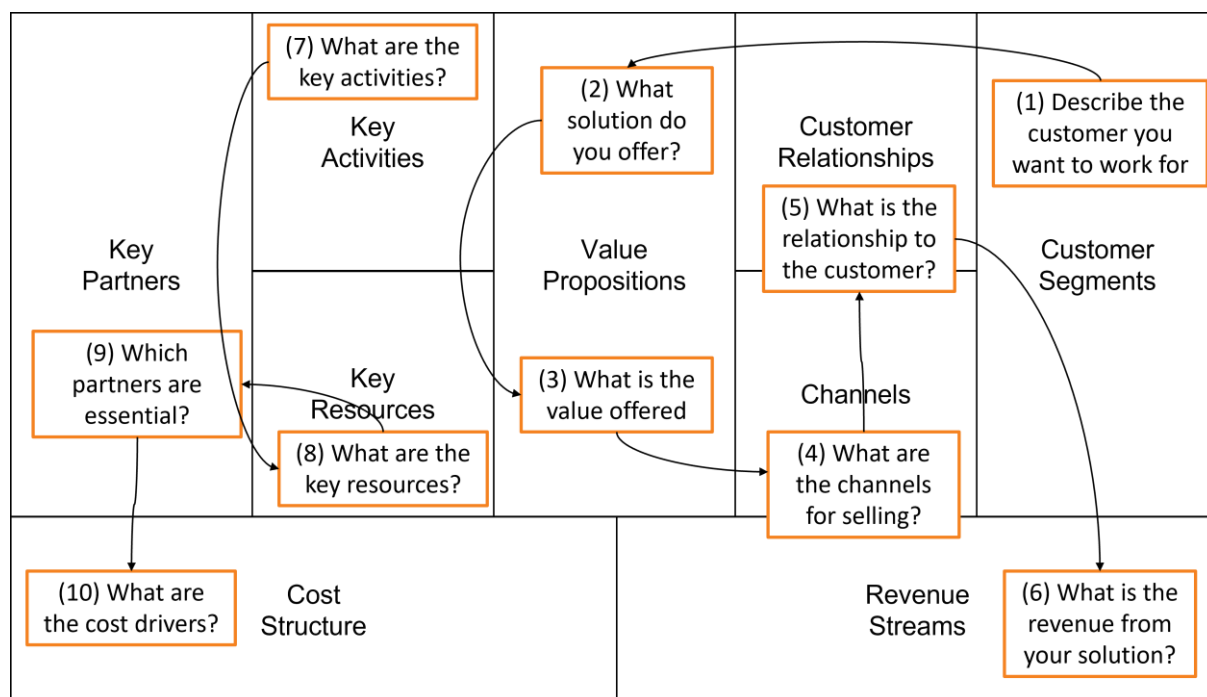 (7) What are the
key activities?
Key
Activities
(2) What
solution do
you offer?
(1) Describe the
customer you
want to work for
Customer
Relationships
(5) What is the
relationship to
the customer?
Key
Partners
Value
Propositions
Customer
Segments
(9) Which
partners are
essential?
Key
Resources
(8) What are the
key resources?
(3) What is the
value offered
Channels
(4) What are
the channels
for selling?
(10) What are
the cost drivers?
Cost
Structure
Revenue
Streams
(6) What is the
revenue from
your solution?